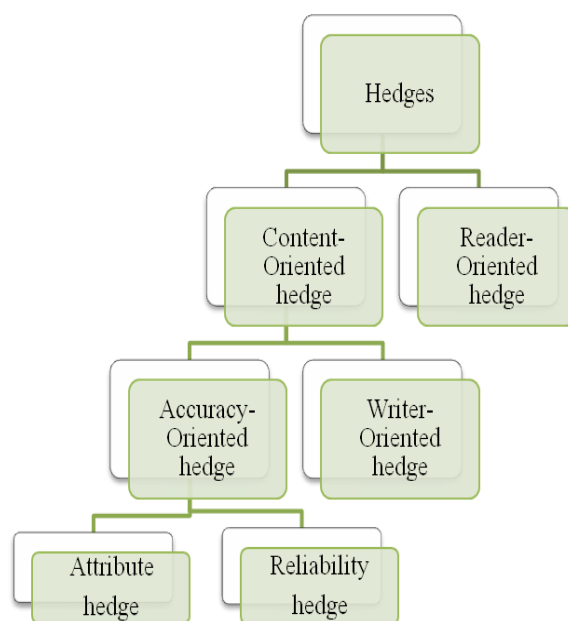 Hedges
Content-
Oriented
hedge
Reader-
Oriented
hedge
Accuracy-
Oriented
hedge
Writer-
Oriented
hedge
Attribute
hedge
Reliability
hedge